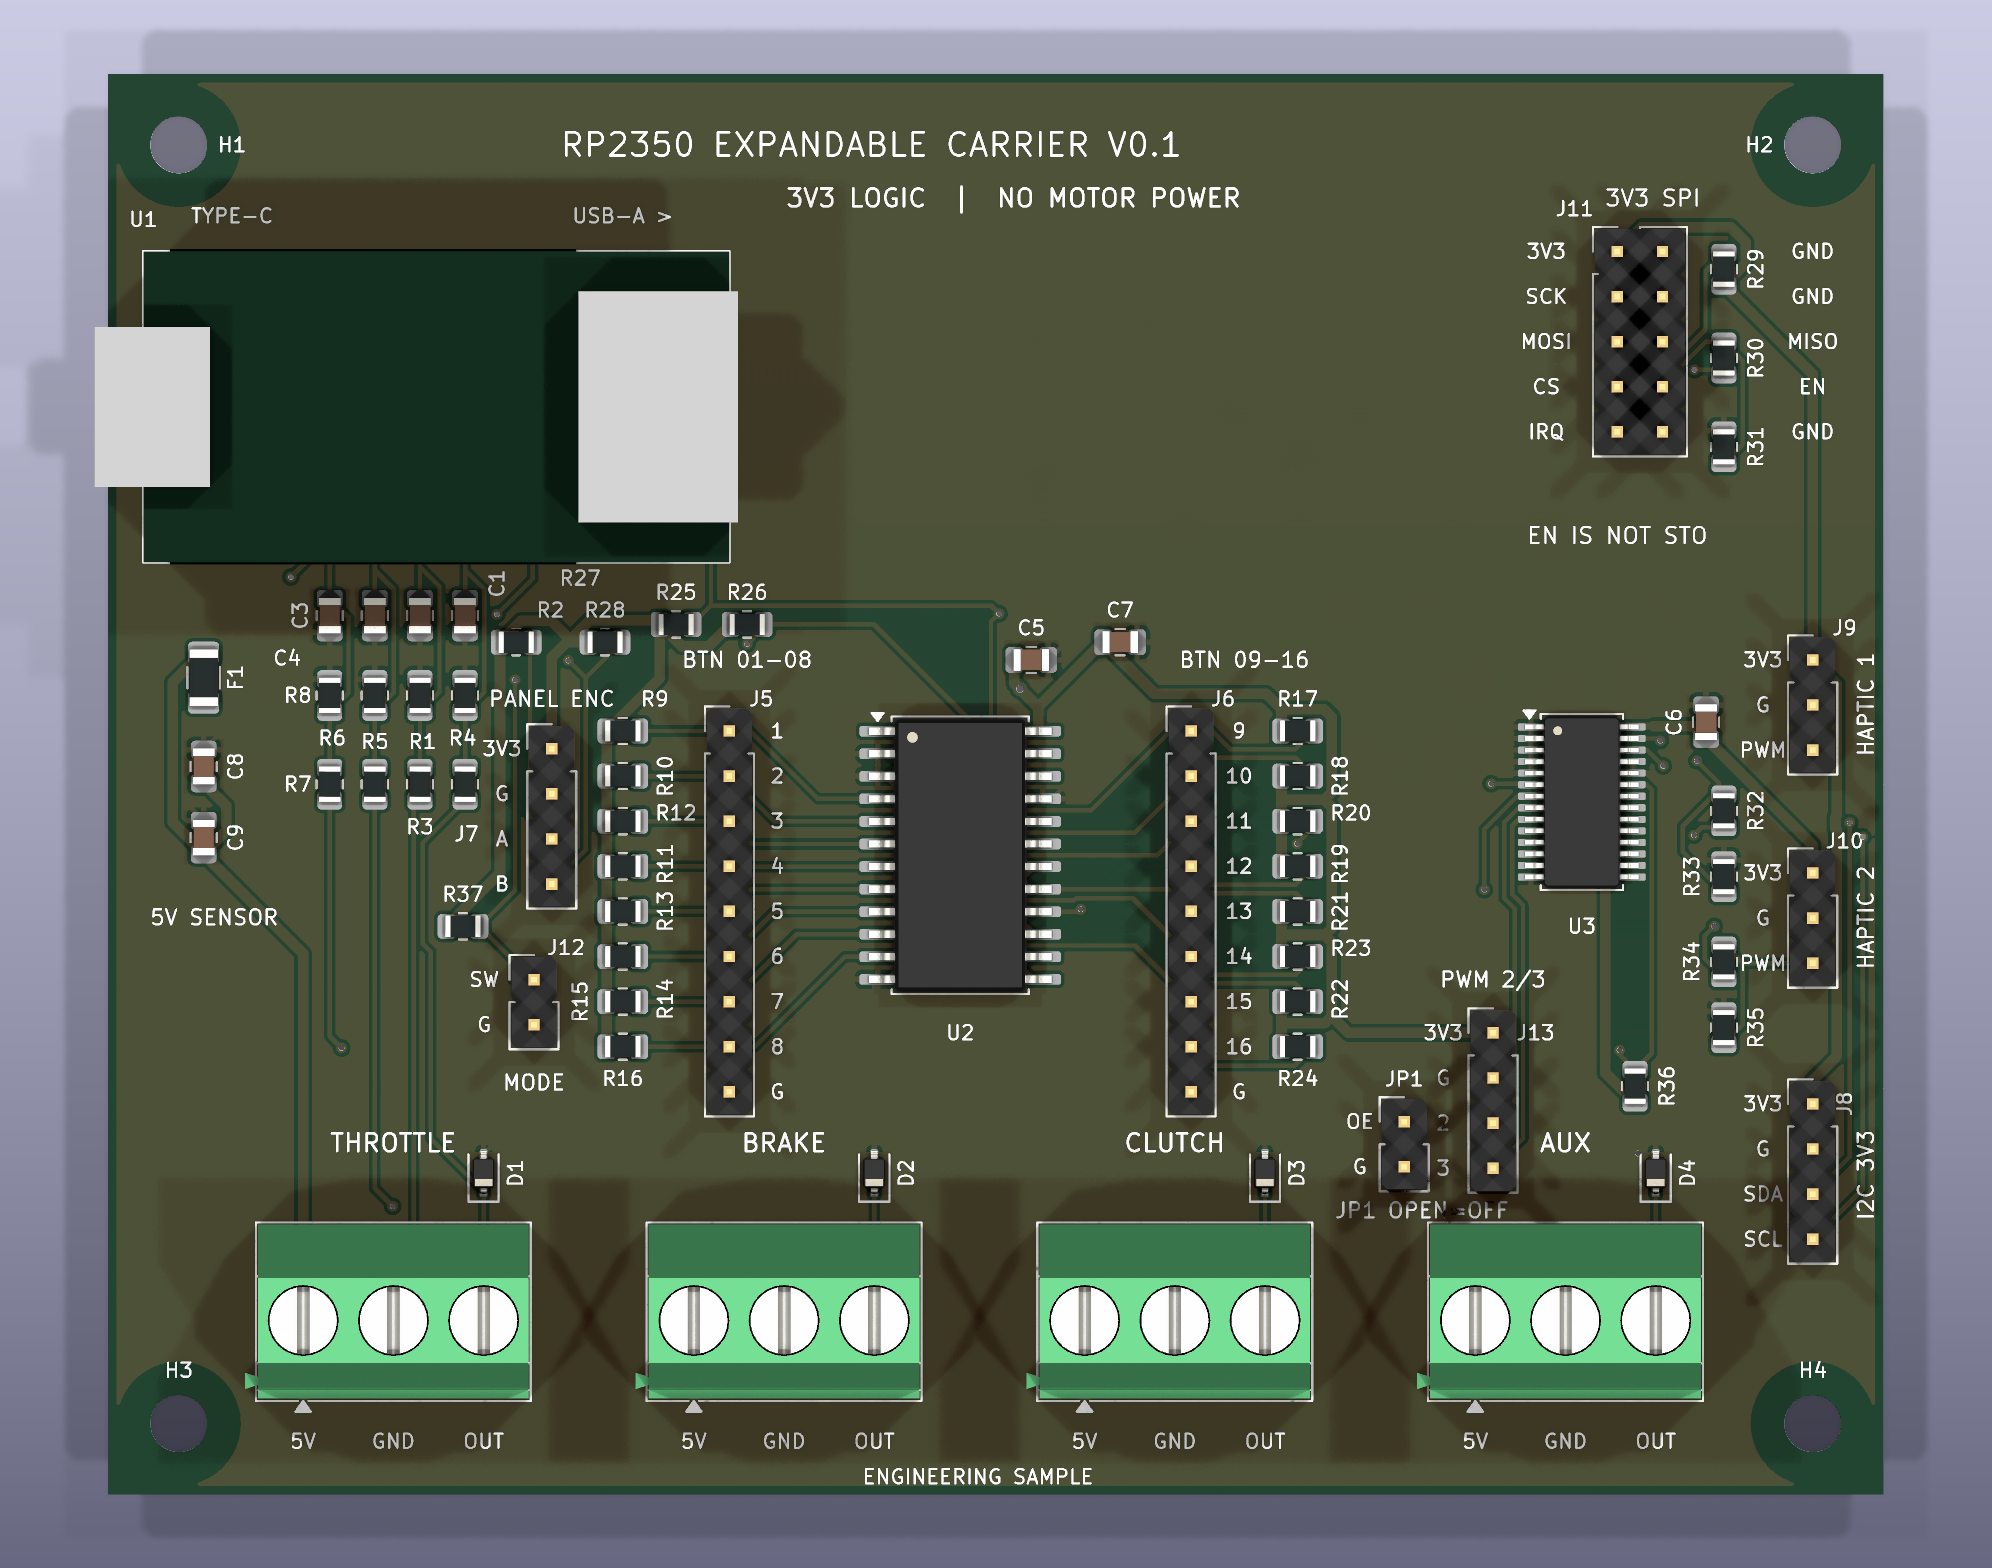 RP2350 EXPANDABLE CARRIER V0.1
3V3 LOGIC | NO MOTOR POWER
H1
H2
U1
TYPE-C
USB-A >
3V3 SPI
J11
3V3
GND
R29
SCK
GND
MOSI
MISO
R30
CS
EN
IRQ
GND
R31
EN IS NOT STO
C3
C1
R27
R2
R28
R25
R26
C5
C7
BTN 01-08
BTN 09-16
C4
F1
R8
PANEL ENC
R9
J5
J6
R17
R6
R5
R1
R4
3V3
G
A
B
J7
R7
R3
C8
C9
5V SENSOR
R10
R12
R11
R13
R15
R14
R16
1
2
3
4
5
6
7
8
G
U2
9
10
11
12
13
14
15
16
G
R18
R20
R19
R21
R23
R22
R24
R37
J12
SW
G
MODE
U3
C6
R32
R33
R34
R35
R36
J9
3V3
G
PWM
HAPTIC 1
J10
3V3
G
PWM
HAPTIC 2
PWM 2/3
J13
3V3
G
2
3
JP1
OE
G
JP1 OPEN=OFF
J8
3V3
G
SDA
SCL
I2C 3V3
THROTTLE
D1
BRAKE
D2
CLUTCH
D3
AUX
D4
H3
H4
5V GND OUT
5V GND OUT
5V GND OUT
5V GND OUT
ENGINEERING SAMPLE